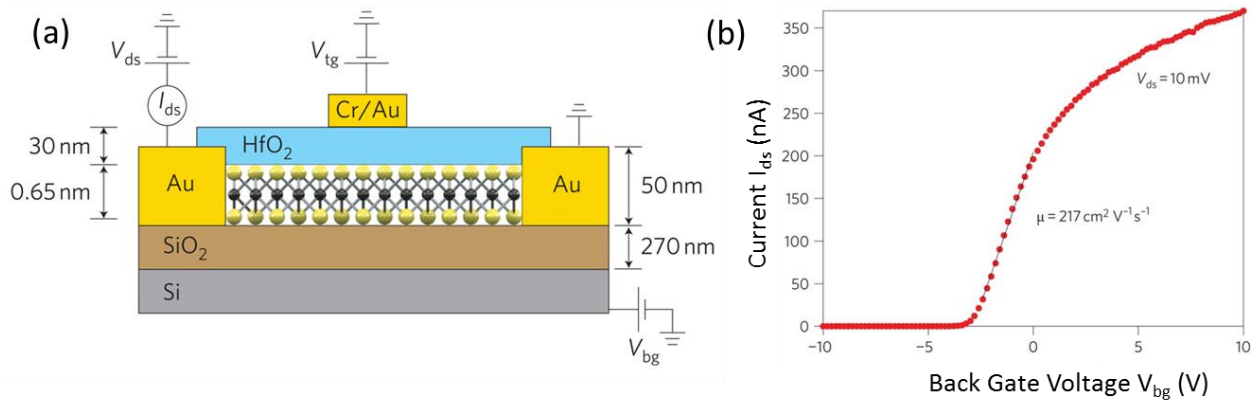 (a)
V_ds
I_ds
V_tg
Cr/Au
30 nm
HfO₂
0.65 nm
Au
Au
50 nm
SiO₂
270 nm
Si
V_bg
(b)
Current I_ds (nA)
350
300
250
200
150
100
50
0
−10
−5
0
5
10
V_ds = 10 mV
μ = 217 cm² V⁻¹ s⁻¹
Back Gate Voltage V_bg (V)